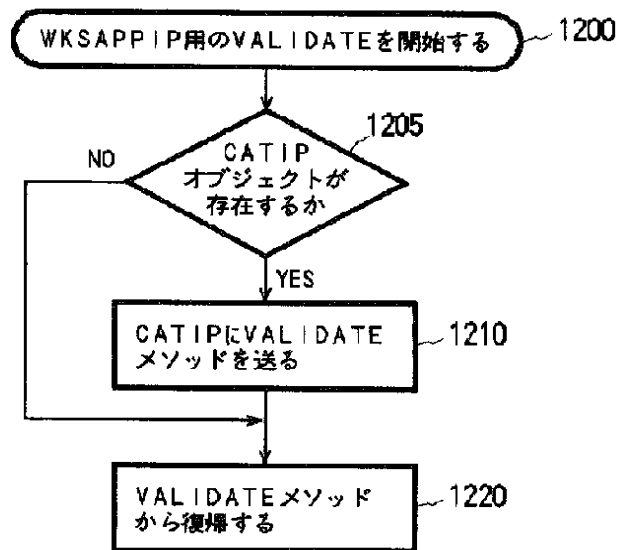 WKSAPPIP用のVALIDATEを開始する
1200
1205
CATIP
オブジェクトが
存在するか
NO
YES
CATIPにVALIDATE
メソッドを送る
1210
VALIDATEメソッド
から復帰する
1220